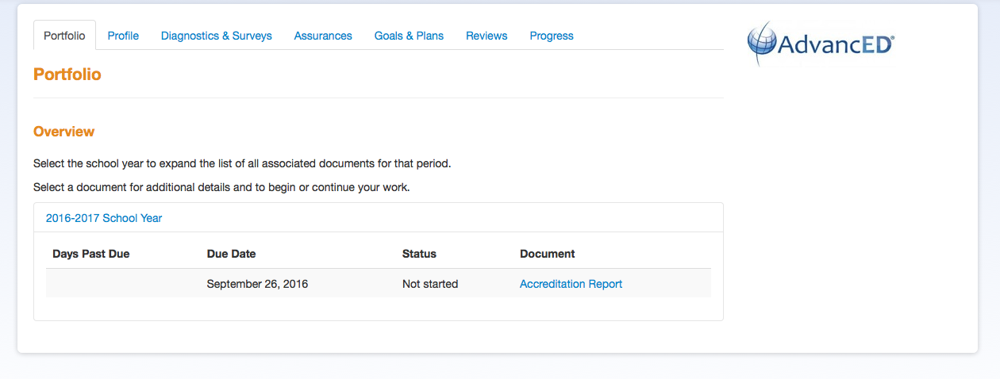 Portfolio Profile Diagnostics & Surveys Assurances Goals & Plans Reviews Progress
AdvancED®
Portfolio
Overview
Select the school year to expand the list of all associated documents for that period.
Select a document for additional details and to begin or continue your work.
2016-2017 School Year
Days Past Due Due Date Status Document
September 26, 2016 Not started Accreditation Report